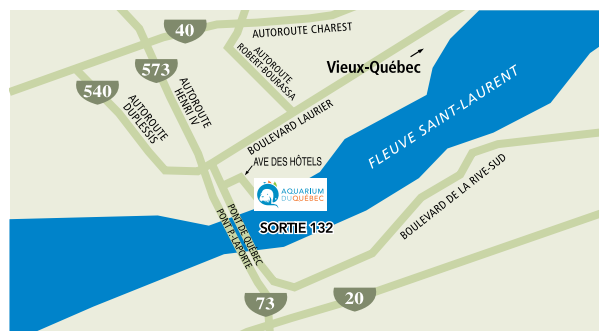 40
AUTOROUTE CHAREST
573
AUTOROUTE
ROBERT-BOURASSA
Vieux-Québec
540
AUTOROUTE
HENRI IV
AUTOROUTE
DUPLESSIS
BOULEVARD LAURIER
FLEUVE SAINT-LAURENT
AVE DES HÔTELS
AQUARIUM
DUQUÉBEC
SORTIE 132
BOULEVARD DE LA RIVE-SUD
PONT DE QUÉBEC
PONT P.-LAPORTE
73
20